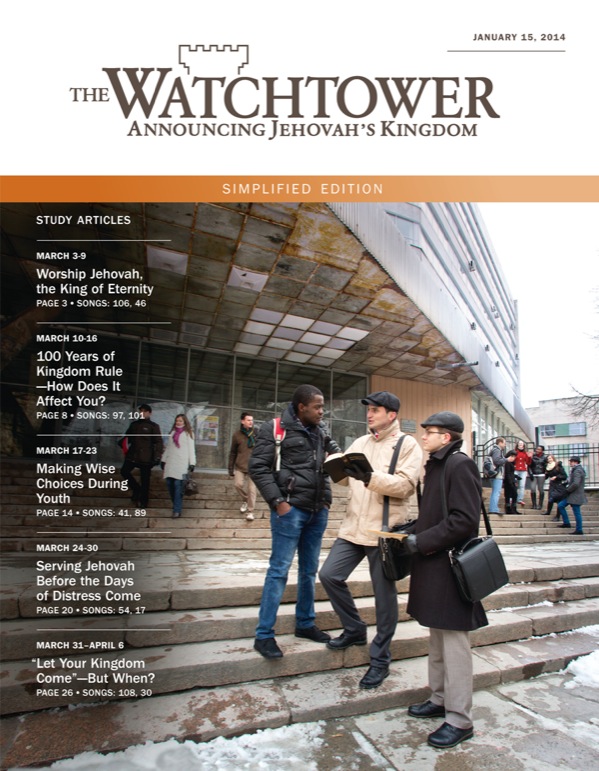 JANUARY 15, 2014
THE WATCHTOWER
ANNOUNCING JEHOVAH'S KINGDOM
SIMPLIFIED EDITION
STUDY ARTICLES
MARCH 3-9
Worship Jehovah,
the King of Eternity
PAGE 3 • SONGS: 106, 46
MARCH 10-16
100 Years of
Kingdom Rule
—How Does It
Affect You?
PAGE 8 • SONGS: 97, 101
MARCH 17-23
Making Wise
Choices During
Youth
PAGE 14 • SONGS: 41, 89
MARCH 24-30
Serving Jehovah
Before the Days
of Distress Come
PAGE 20 • SONGS: 54, 17
MARCH 31–APRIL 6
“Let Your Kingdom
Come”—But When?
PAGE 26 • SONGS: 108, 30